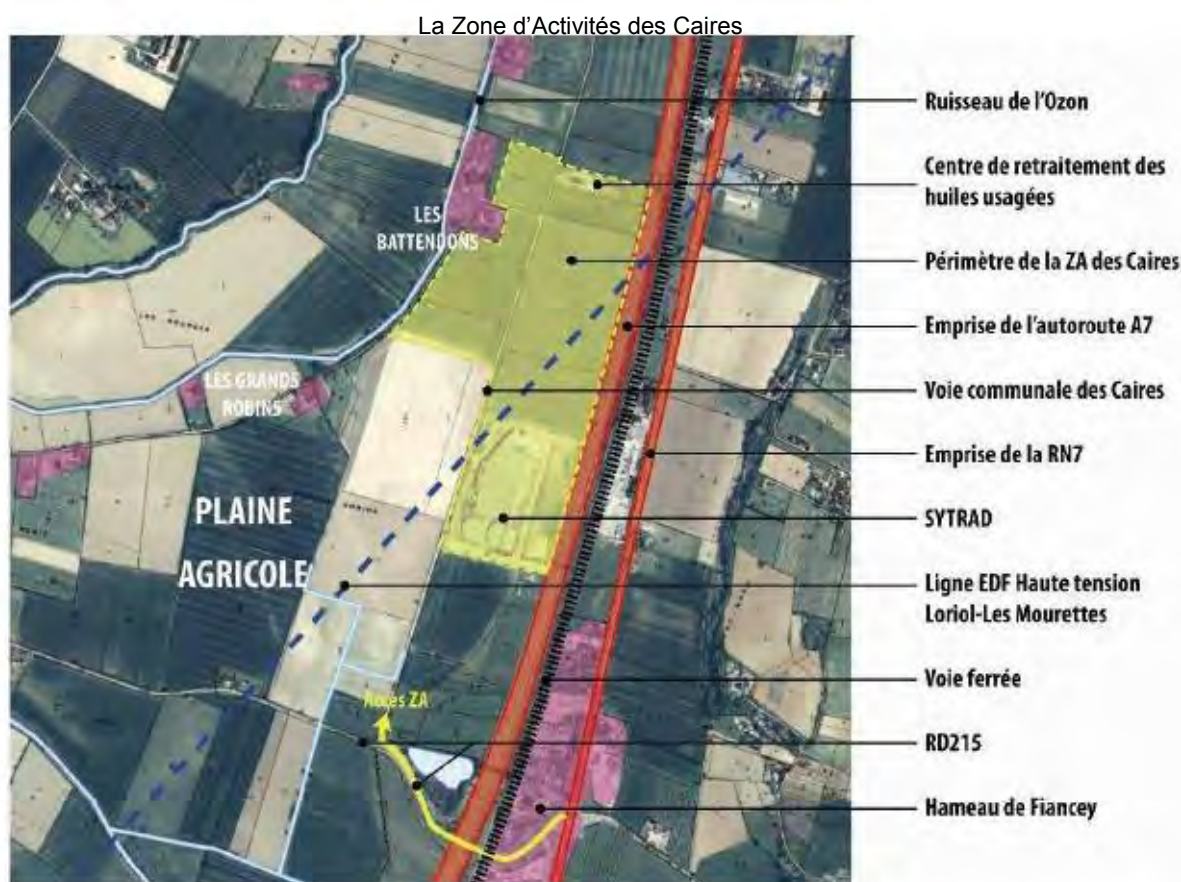 La Zone d'Activités des Caires
Ruisseau de l'Ozon
Centre de retraitement des
huiles usagées
LES
BATTENDONS
Périmètre de la ZA des Caires
Emprise de l'autoroute A7
LES GRANDS
ROBINS
Voie communale des Caires
Emprise de la RN7
PLAINE
AGRICOLE
SYTRAD
Ligne EDF Haute tension
Loriol-Les Mourettes
Voie ferrée
Accès ZA
RD215
Hameau de Fiancey